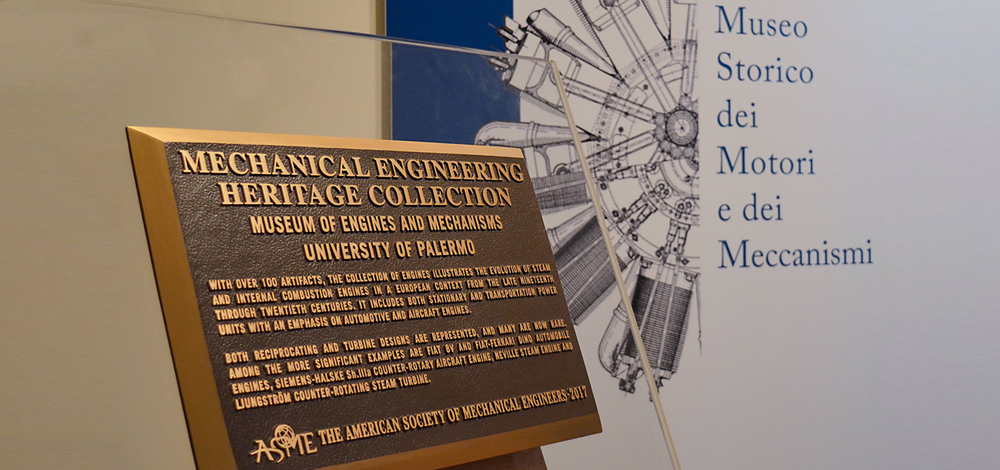 MECHANICAL ENGINEERING
HERITAGE COLLECTION
MUSEUM OF ENGINES AND MECHANISMS
UNIVERSITY OF PALERMO
WITH OVER 100 ARTIFACTS, THE COLLECTION OF ENGINES ILLUSTRATES THE EVOLUTION OF STEAM
AND INTERNAL COMBUSTION ENGINES IN A EUROPEAN CONTEXT FROM THE LATE NINETEENTH
THROUGH TWENTIETH CENTURIES. IT INCLUDES BOTH STATIONARY AND TRANSPORTATION POWER
UNITS WITH AN EMPHASIS ON AUTOMOTIVE AND AIRCRAFT ENGINES.
BOTH RECIPROCATING AND TURBINE DESIGNS ARE REPRESENTED, AND MANY ARE NOW RARE.
AMONG THE MORE SIGNIFICANT EXAMPLES ARE FIAT 8V AND FIAT-FERRARI DINO AUTOMOBILE
ENGINES, SIEMENS-HALSKE Sh.IIIa COUNTER-ROTARY AIRCRAFT ENGINE, NEVILLE STEAM ENGINE AND
LJUNGSTRÖM COUNTER-ROTATING STEAM TURBINE.
ASME THE AMERICAN SOCIETY OF MECHANICAL ENGINEERS-2017
Museo
Storico
dei
Motori
e dei
Meccanismi